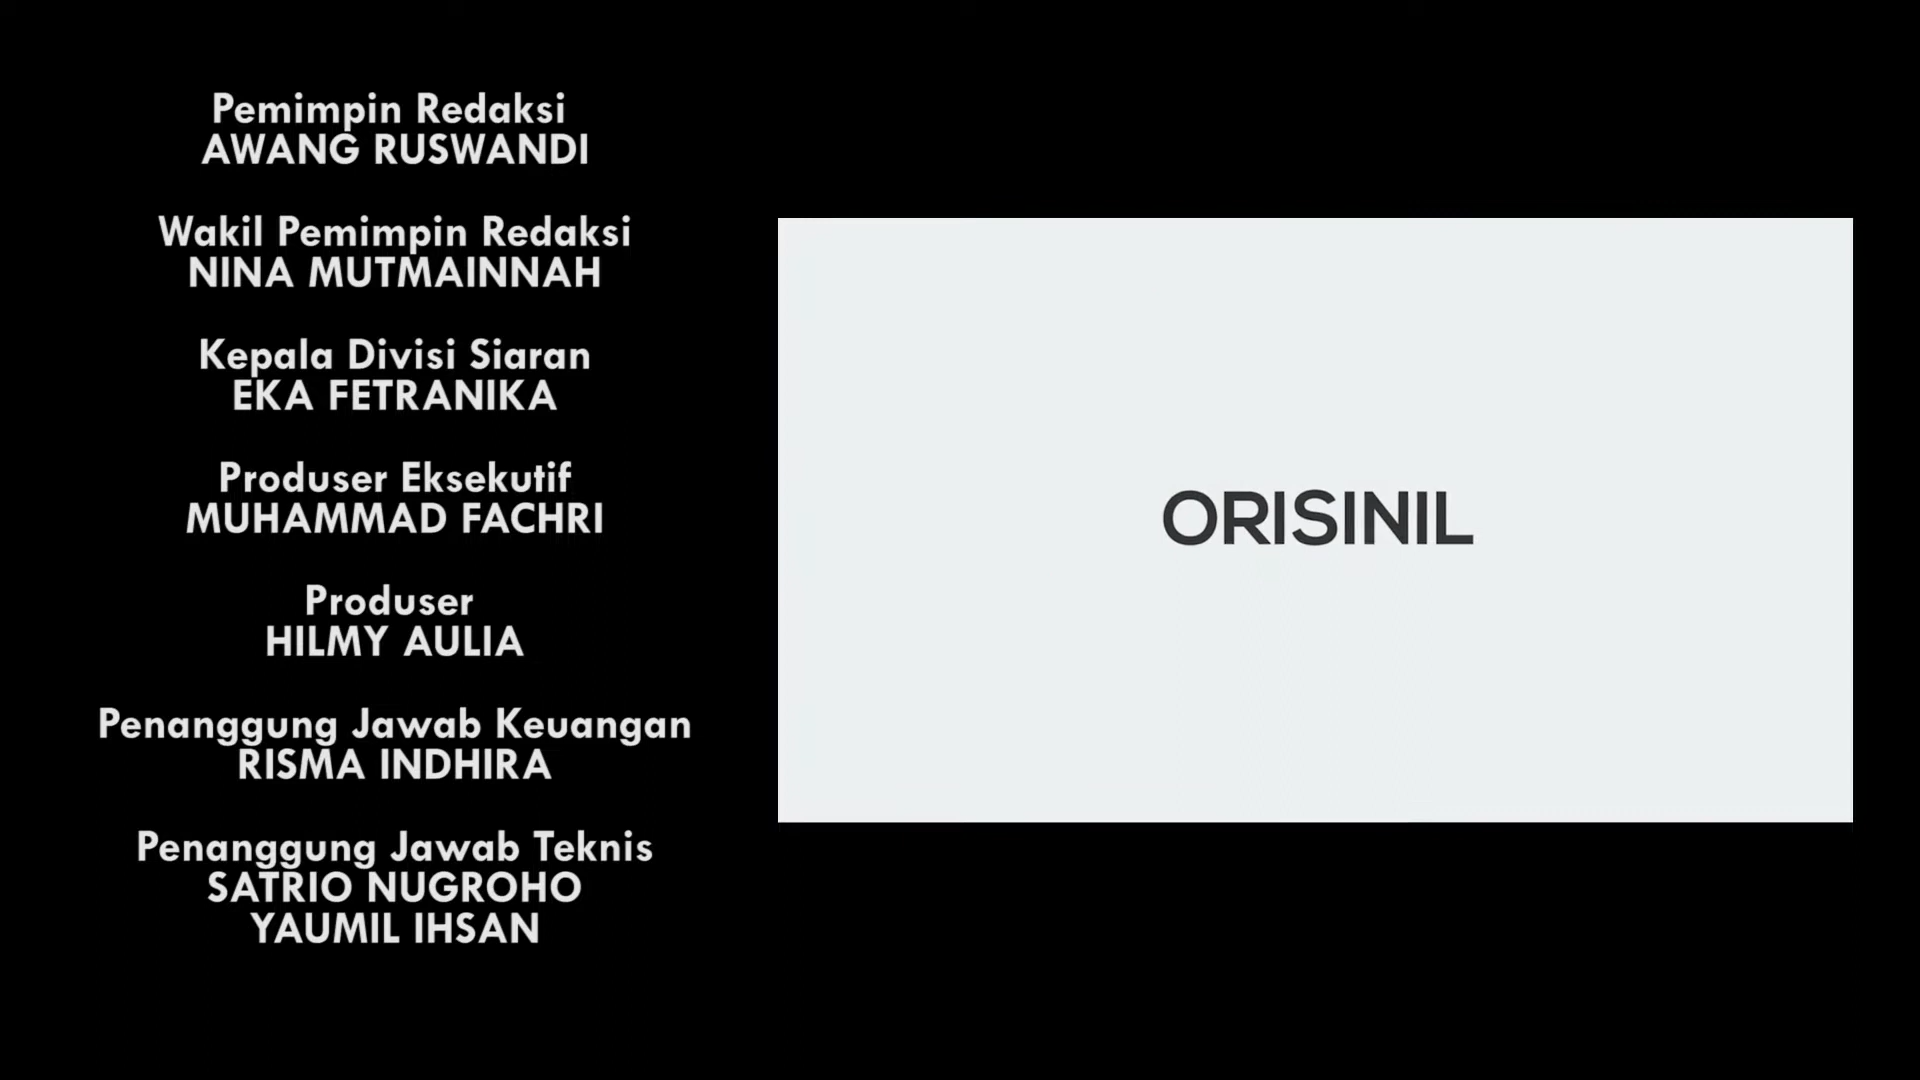 Pemimpin Redaksi
AWANG RUSWANDI
Wakil Pemimpin Redaksi
NINA MUTMAINNAH
Kepala Divisi Siaran
EKA FETRANIKA
Produser Eksekutif
MUHAMMAD FACHRI
Produser
HILMY AULIA
Penanggung Jawab Keuangan
RISMA INDHIRA
Penanggung Jawab Teknis
SATRIO NUGROHO
YAUMIL IHSAN
ORISINIL